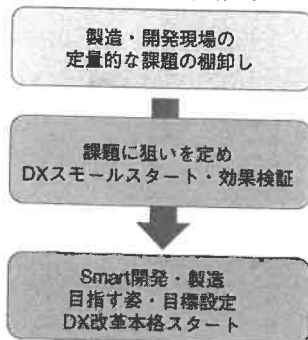 製造・開発現場の
定量的な課題の棚卸し
課題に狙いを定め
DXスモールスタート・効果検証
Smart開発・製造
目指す姿・目標設定
DX改革本格スタート